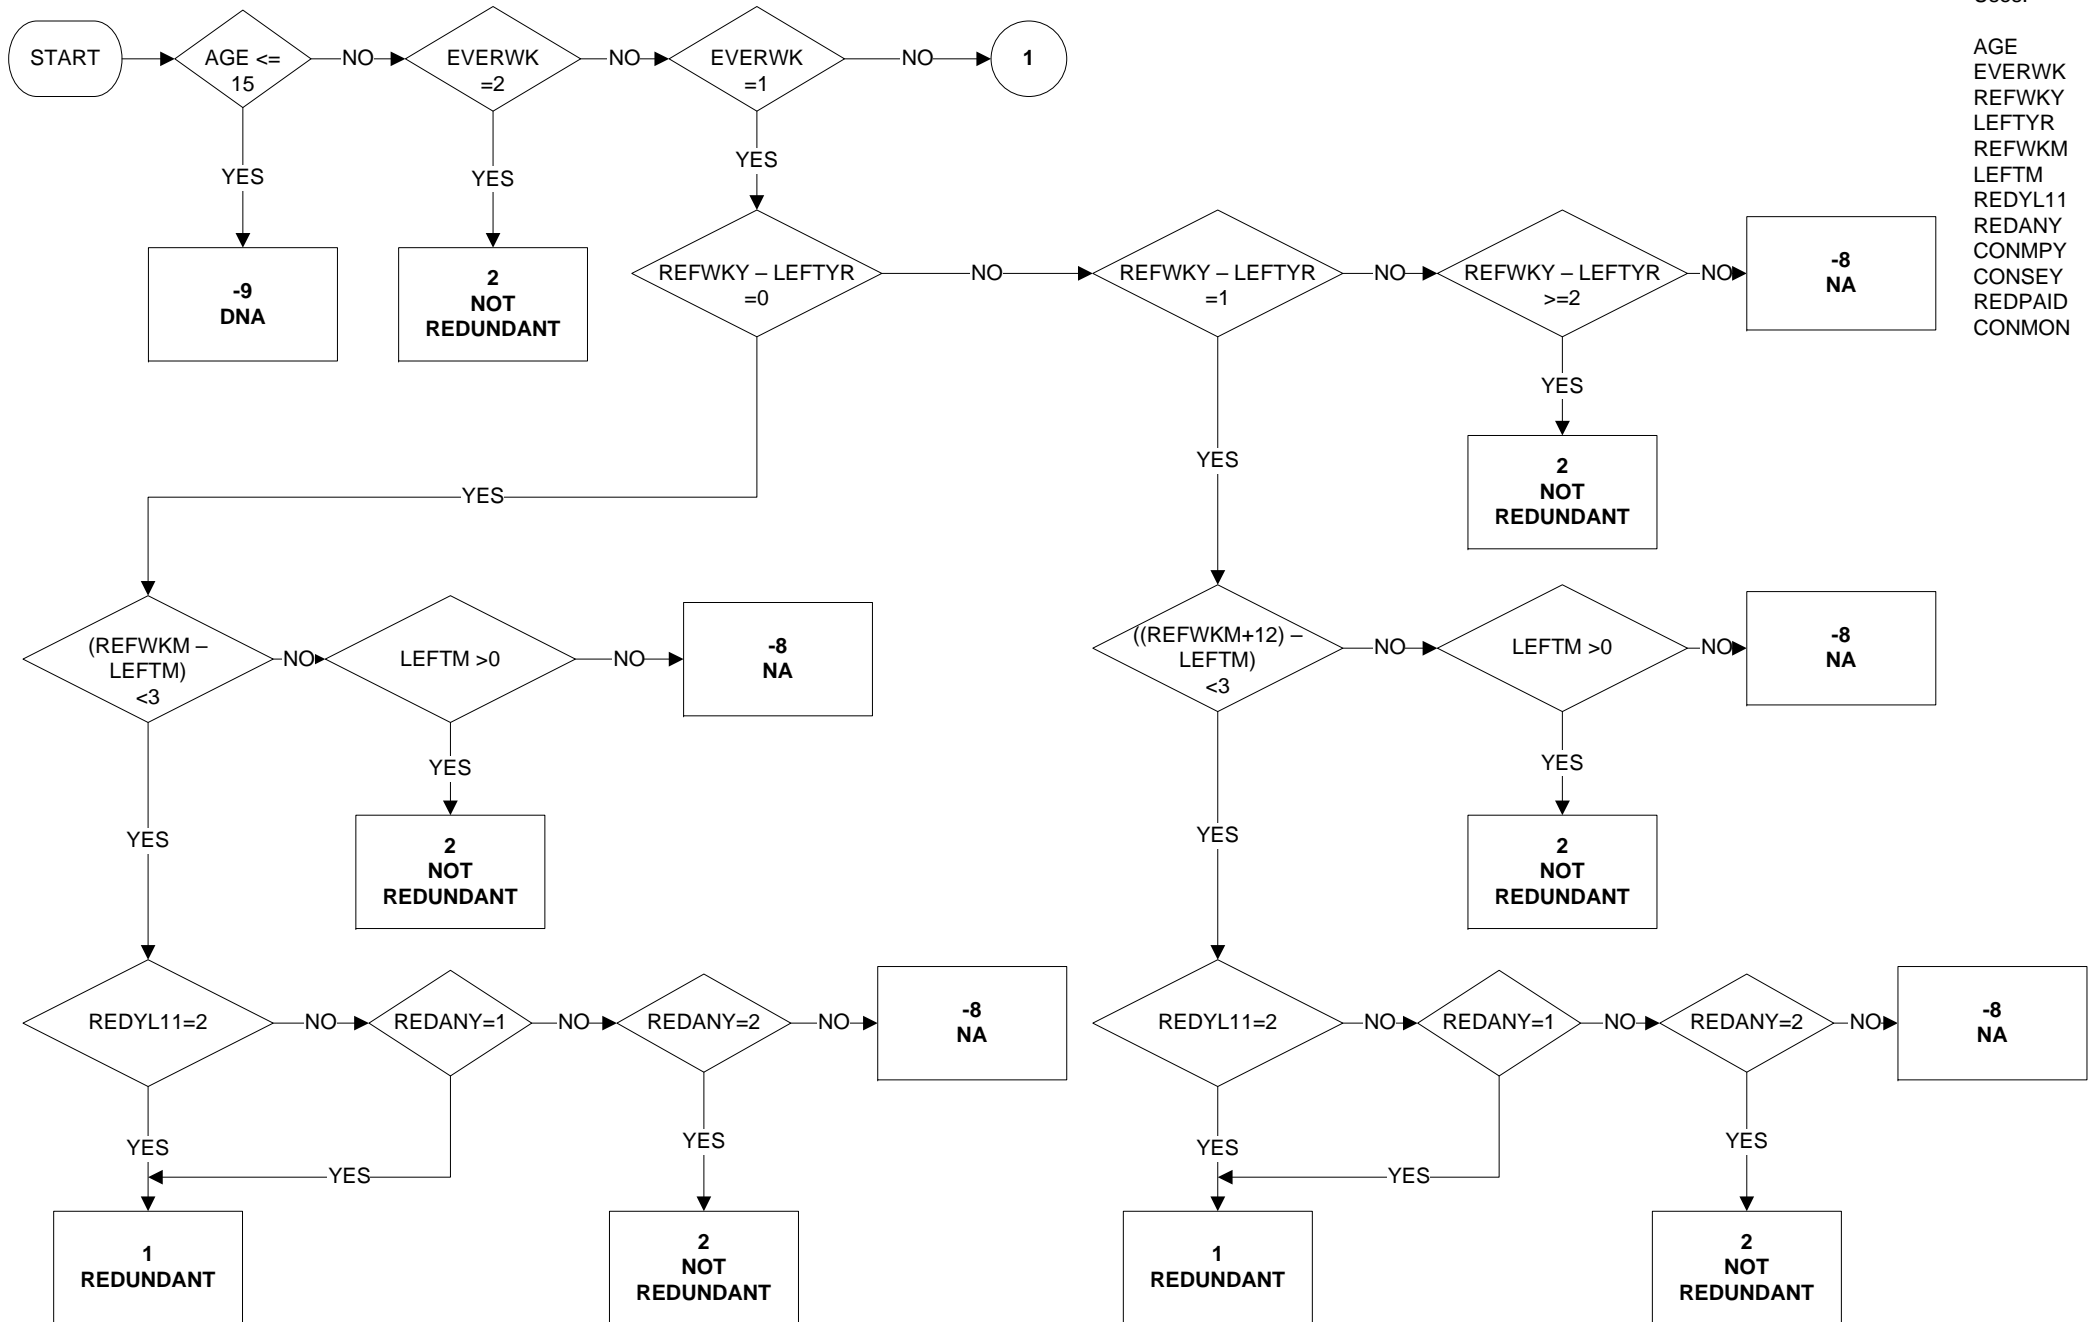 START
AGE <=
15
NO
EVERWK
=2
NO
EVERWK
=1
NO
1
AGE
EVERWK
REFWKY
LEFTYR
REFWKM
LEFTM
REDYL11
REDANY
CONMPY
CONSEY
REDPAID
CONMON
YES
YES
YES
-9
DNA
2
NOT
REDUNDANT
REFWKY – LEFTYR
=0
NO
REFWKY – LEFTYR
=1
NO
REFWKY – LEFTYR
>=2
NO
-8
NA
YES
YES
YES
2
NOT
REDUNDANT
(REFWKM –
LEFTM)
<3
NO
LEFTM >0
NO
-8
NA
((REFWKM+12) –
LEFTM)
<3
NO
LEFTM >0
NO
-8
NA
YES
YES
YES
YES
2
NOT
REDUNDANT
2
NOT
REDUNDANT
REDYL11=2
NO
REDANY=1
NO
REDANY=2
NO
-8
NA
REDYL11=2
NO
REDANY=1
NO
REDANY=2
NO
-8
NA
YES
YES
YES
YES
YES
YES
1
REDUNDANT
2
NOT
REDUNDANT
1
REDUNDANT
2
NOT
REDUNDANT